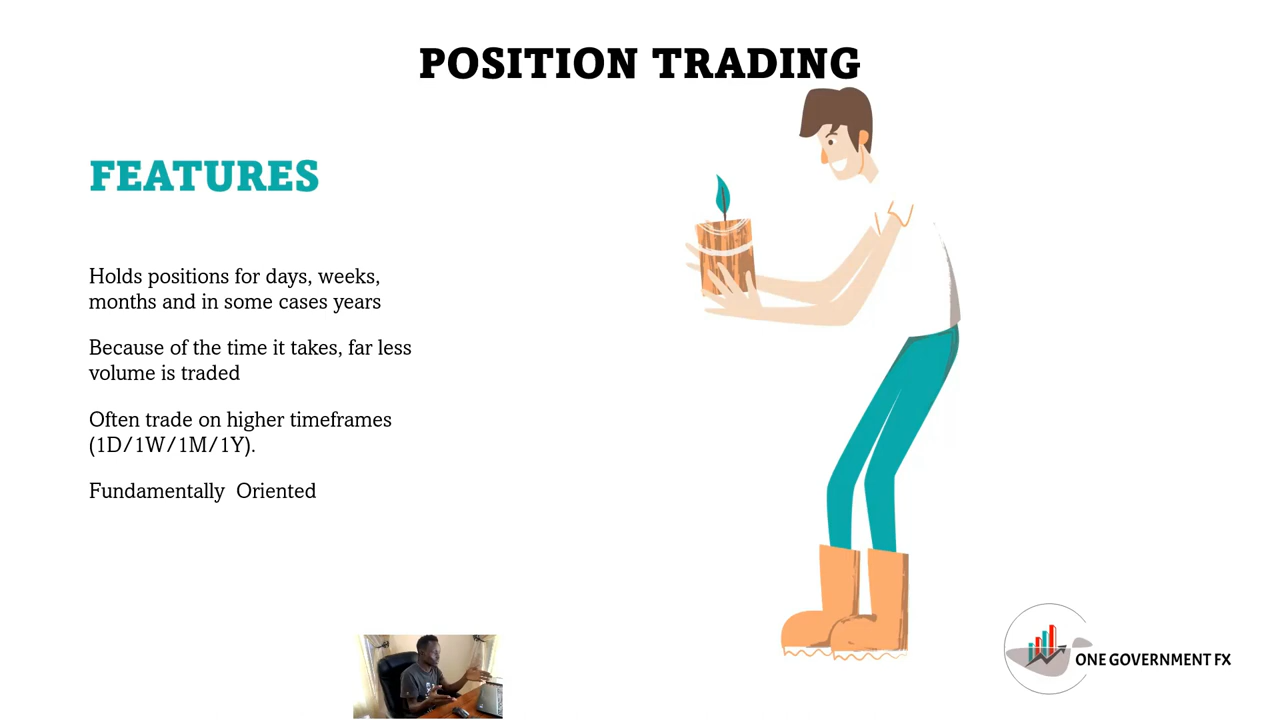 POSITION TRADING
FEATURES
Holds positions for days, weeks,
months and in some cases years
Because of the time it takes, far less
volume is traded
Often trade on higher timeframes
(1D/1W/1M/1Y).
Fundamentally  Oriented
ONE GOVERNMENT FX